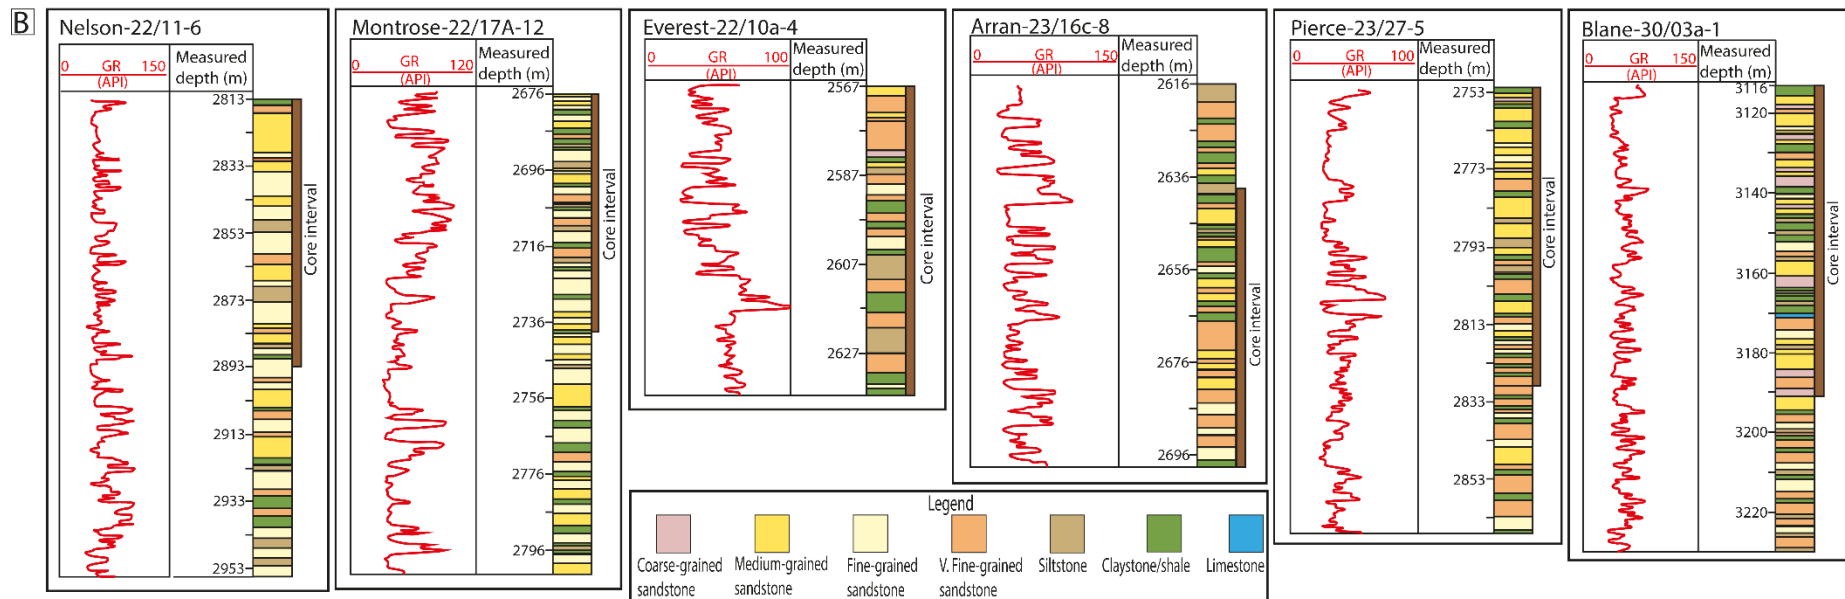 B
Nelson-22/11-6
0 GR 150
(API)
Measured
depth (m)
2813
2833
2853
2873
2893
2913
2933
2953
Core interval
Montrose-22/17A-12
0 GR 120
(API)
Measured
depth (m)
2676
2696
2716
2736
2756
2776
2796
Core interval
Everest-22/10a-4
0 GR 100
(API)
Measured
depth (m)
2567
2587
2607
2627
Core interval
Arran-23/16c-8
0 GR 150
(API)
Measured
depth (m)
2616
2636
2656
2676
2696
Core interval
Pierce-23/27-5
0 GR 100
(API)
Measured
depth (m)
2753
2773
2793
2813
2833
2853
Core interval
Blane-30/03a-1
0 GR 150
(API)
Measured
depth (m)
3116
3120
3140
3160
3180
3200
3220
Core interval
Legend
Coarse-grained
sandstone
Medium-grained
sandstone
Fine-grained
sandstone
V. Fine-grained
sandstone
Siltstone
Claystone/shale
Limestone